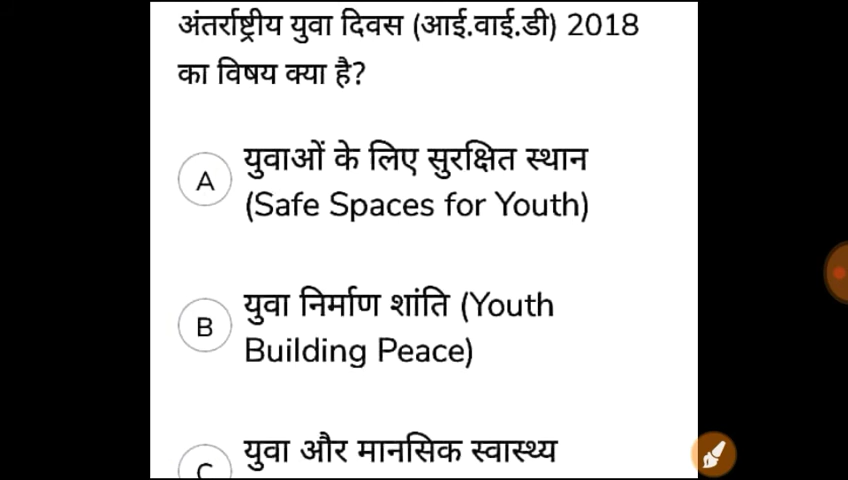 अंतर्राष्ट्रीय युवा दिवस (आई.वाई.डी) 2018
का विषय क्या है?
A
युवाओं के लिए सुरक्षित स्थान
(Safe Spaces for Youth)
B
युवा निर्माण शांति (Youth
Building Peace)
C
युवा और मानसिक स्वास्थ्य